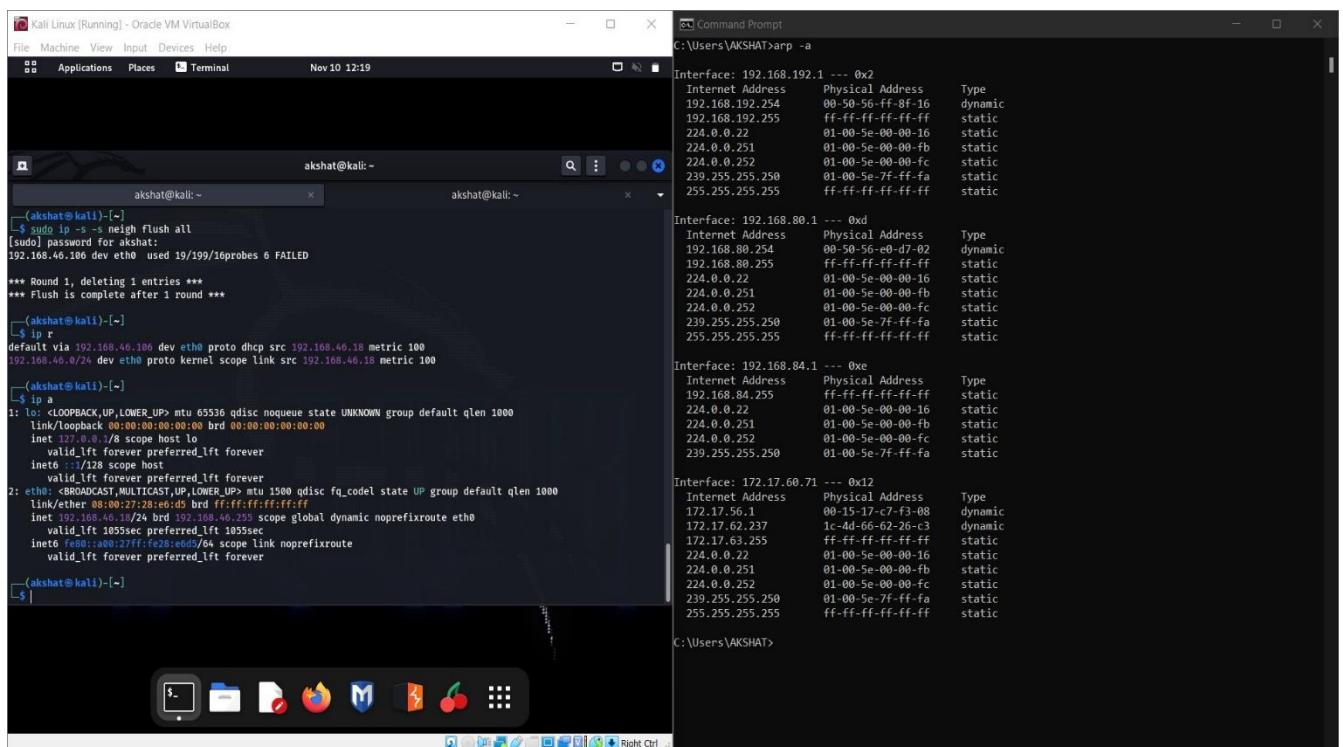 Kali Linux [Running] - Oracle VM VirtualBox
File Machine View Input Devices Help
Applications Places Terminal Nov 10 12:19
akshat@kali: ~
akshat@kali: ~ akshat@kali: ~
(akshat㉿kali)-[~]
$ sudo ip -s -s neigh flush all
[sudo] password for akshat:
192.168.46.106 dev eth0 used 19/199/16probes 6 FAILED
*** Round 1, deleting 1 entries ***
*** Flush is complete after 1 round ***
(akshat㉿kali)-[~]
$ ip r
default via 192.168.46.106 dev eth0 proto dhcp src 192.168.46.18 metric 100
192.168.46.0/24 dev eth0 proto kernel scope link src 192.168.46.18 metric 100
(akshat㉿kali)-[~]
$ ip a
1: lo: <LOOPBACK,UP,LOWER_UP> mtu 65536 qdisc noqueue state UNKNOWN group default qlen 1000
link/loopback 00:00:00:00:00:00 brd 00:00:00:00:00:00
inet 127.0.0.1/8 scope host lo
valid_lft forever preferred_lft forever
inet6 ::1/128 scope host
valid_lft forever preferred_lft forever
2: eth0: <BROADCAST,MULTICAST,UP,LOWER_UP> mtu 1500 qdisc fq_codel state UP group default qlen 1000
link/ether 08:00:27:28:e6:d5 brd ff:ff:ff:ff:ff:ff
inet 192.168.46.18/24 brd 192.168.46.255 scope global dynamic noprefixroute eth0
valid_lft 1055sec preferred_lft 1055sec
inet6 fe80::a00:27ff:fe28:e6d5/64 scope link noprefixroute
valid_lft forever preferred_lft forever
(akshat㉿kali)-[~]
$
Right Ctrl
Command Prompt
C:\Users\AKSHAT>arp -a
Interface: 192.168.192.1 --- 0x2
Internet Address Physical Address Type
192.168.192.254 00-50-56-ff-8f-16 dynamic
192.168.192.255 ff-ff-ff-ff-ff-ff static
224.0.0.22 01-00-5e-00-00-16 static
224.0.0.251 01-00-5e-00-00-fb static
224.0.0.252 01-00-5e-00-00-fc static
239.255.255.250 01-00-5e-7f-ff-fa static
255.255.255.255 ff-ff-ff-ff-ff-ff static
Interface: 192.168.80.1 --- 0xd
Internet Address Physical Address Type
192.168.80.254 00-50-56-e0-d7-02 dynamic
192.168.80.255 ff-ff-ff-ff-ff-ff static
224.0.0.22 01-00-5e-00-00-16 static
224.0.0.251 01-00-5e-00-00-fb static
224.0.0.252 01-00-5e-00-00-fc static
239.255.255.250 01-00-5e-7f-ff-fa static
255.255.255.255 ff-ff-ff-ff-ff-ff static
Interface: 192.168.84.1 --- 0xe
Internet Address Physical Address Type
192.168.84.255 ff-ff-ff-ff-ff-ff static
224.0.0.22 01-00-5e-00-00-16 static
224.0.0.251 01-00-5e-00-00-fb static
224.0.0.252 01-00-5e-00-00-fc static
239.255.255.250 01-00-5e-7f-ff-fa static
Interface: 172.17.60.71 --- 0x12
Internet Address Physical Address Type
172.17.56.1 00-15-17-c7-f3-08 dynamic
172.17.62.237 1c-4d-66-62-26-c3 dynamic
172.17.63.255 ff-ff-ff-ff-ff-ff static
224.0.0.22 01-00-5e-00-00-16 static
224.0.0.251 01-00-5e-00-00-fb static
224.0.0.252 01-00-5e-00-00-fc static
239.255.255.250 01-00-5e-7f-ff-fa static
255.255.255.255 ff-ff-ff-ff-ff-ff static
C:\Users\AKSHAT>